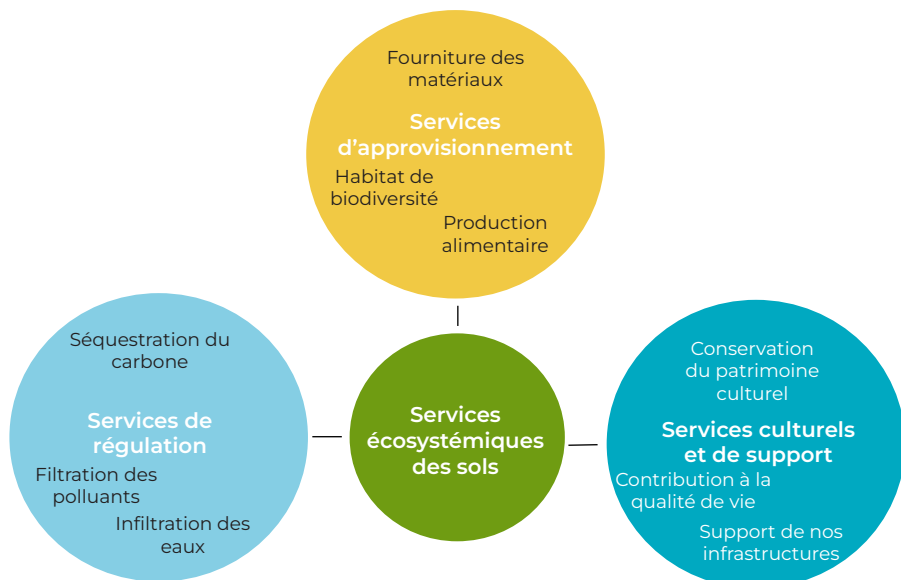 Fourniture des
matériaux
Services
d’approvisionnement
Habitat de
biodiversité
Production
alimentaire
Séquestration du
carbone
Services de
régulation
Filtration des
polluants
Infiltration des
eaux
Services
écosystémiques
des sols
Conservation
du patrimoine
culturel
Services culturels
et de support
Contribution à la
qualité de vie
Support de nos
infrastructures